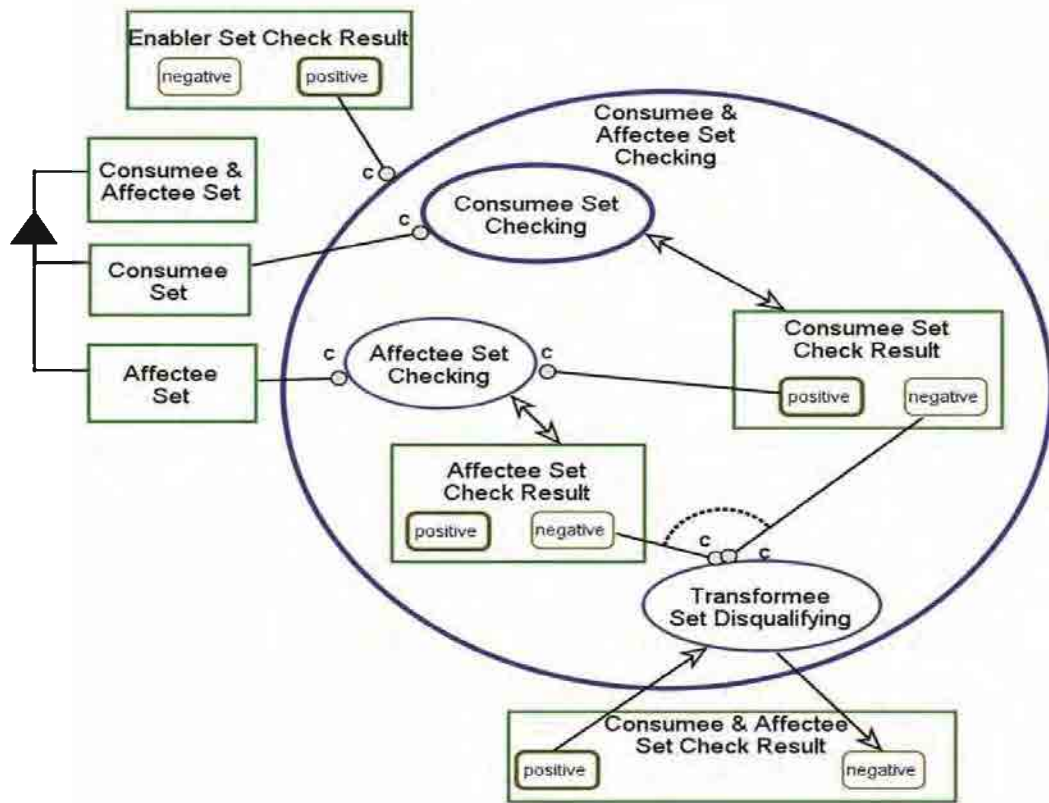 Enabler Set Check Result
negative
positive
Consumee &
Affectee Set
Checking
c
Consumee &
Affectee Set
Consumee Set
Checking
c
Consumee
Set
Consumee Set
Check Result
positive
negative
c
Affectee Set
Checking
c
Affectee
Set
Affectee Set
Check Result
positive
negative
c
c
Transformee
Set Disqualifying
Consumee & Affectee
Set Check Result
positive
negative